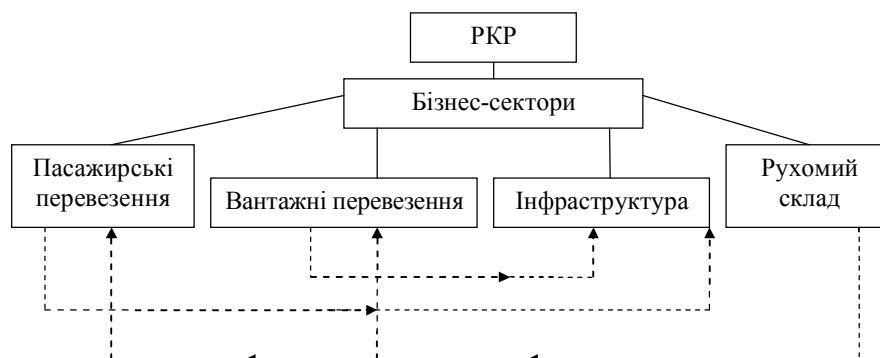 РКР
Бізнес-сектори
Пасажирські
перевезення
Вантажні перевезення
Інфраструктура
Рухомий
склад